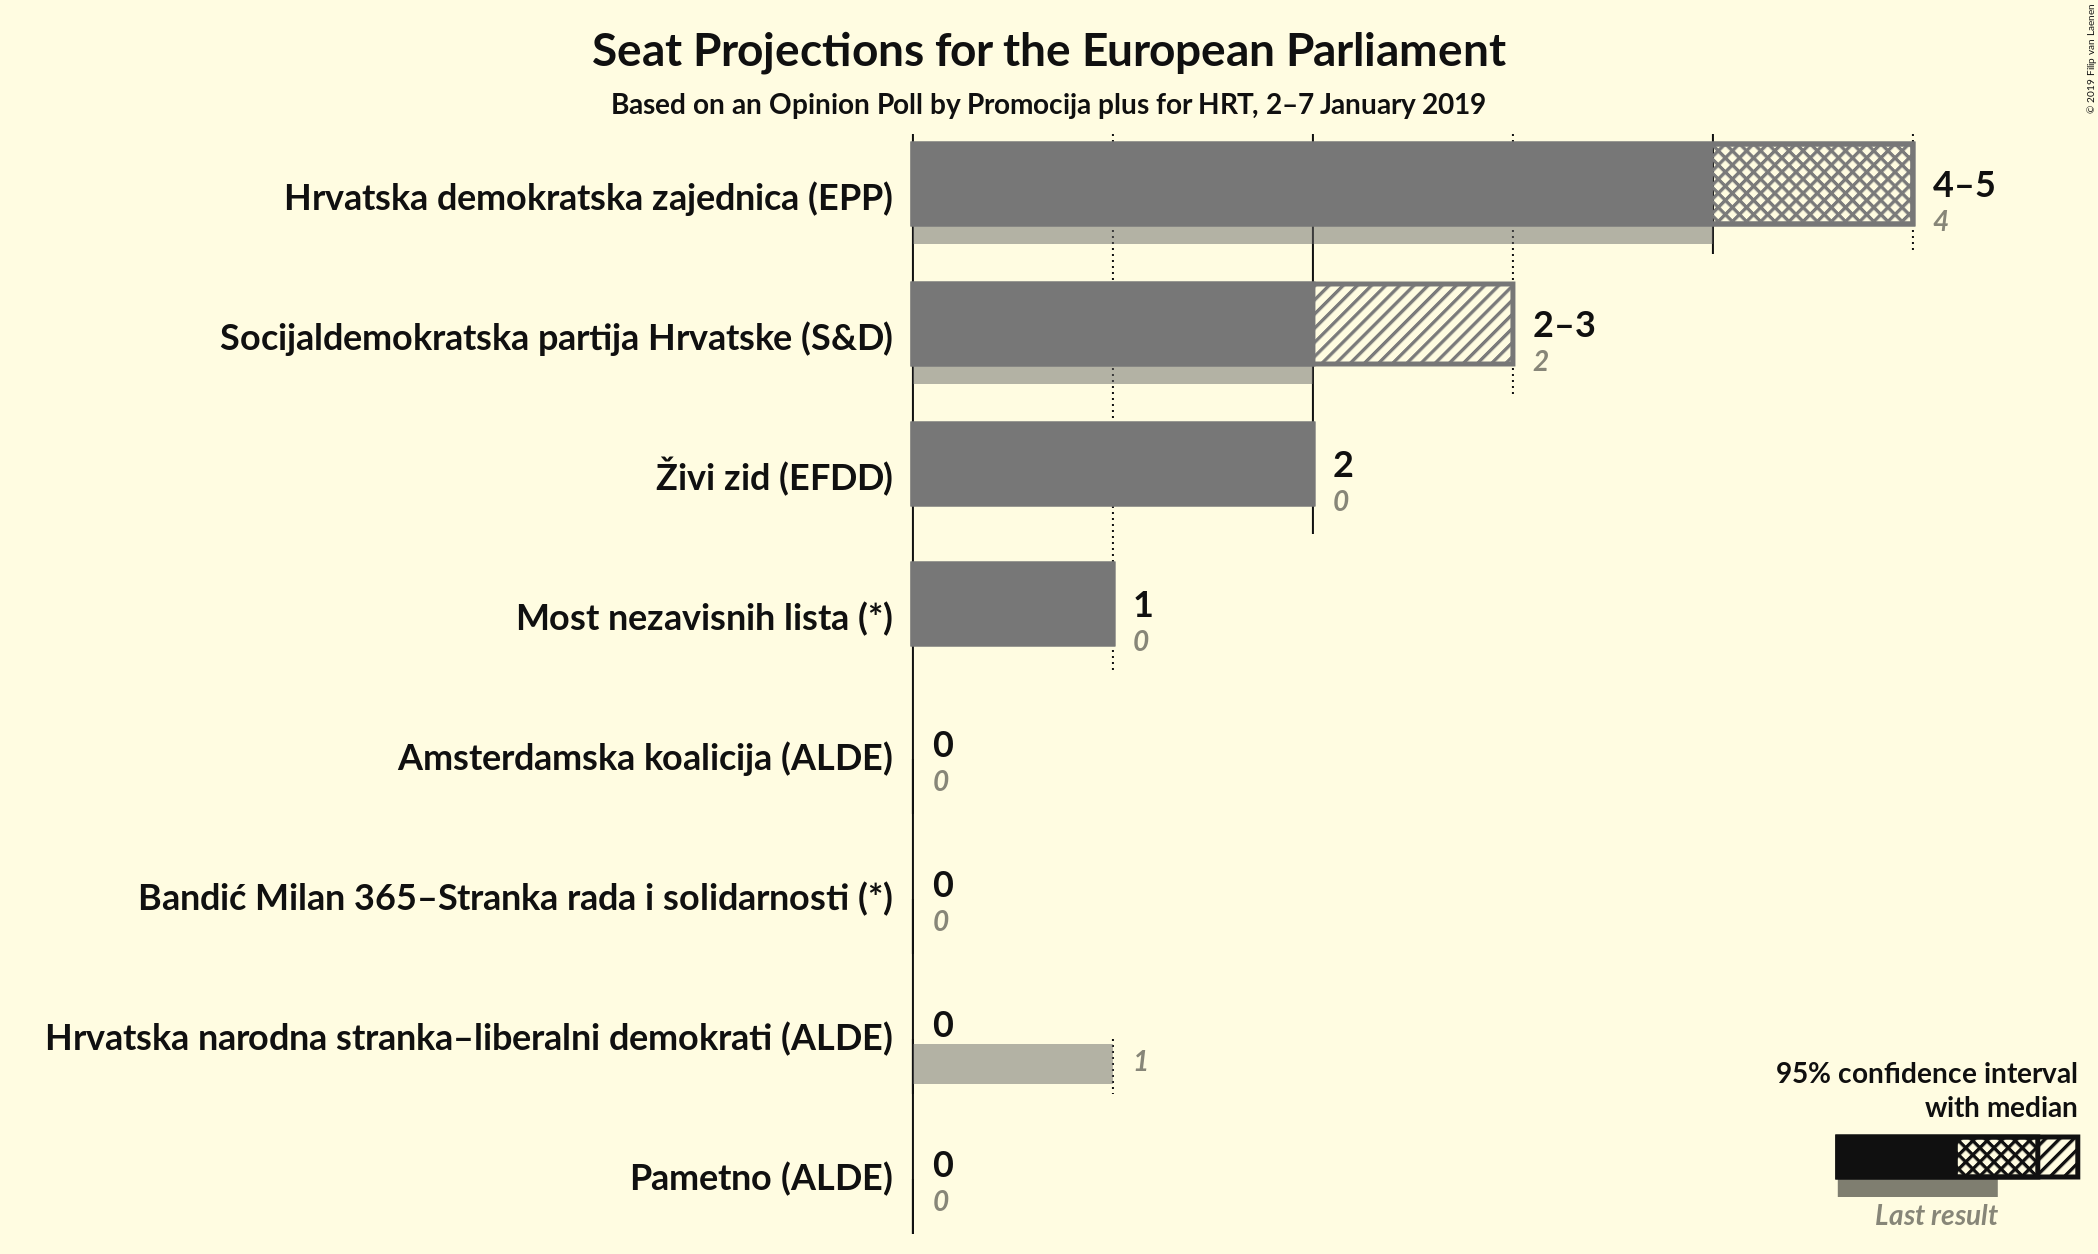 Seat Projections for the European Parliament
Based on an Opinion Poll by Promocija plus for HRT, 2–7 January 2019
© 2019 Filip van Laenen
Hrvatska demokratska zajednica (EPP)
4–5
4
Socijaldemokratska partija Hrvatske (S&D)
2–3
2
Živi zid (EFDD)
2
0
Most nezavisnih lista (*)
1
0
Amsterdamska koalicija (ALDE)
0
0
Bandić Milan 365–Stranka rada i solidarnosti (*)
0
0
Hrvatska narodna stranka–liberalni demokrati (ALDE)
0
1
Pametno (ALDE)
0
0
95% confidence interval
with median
Last result